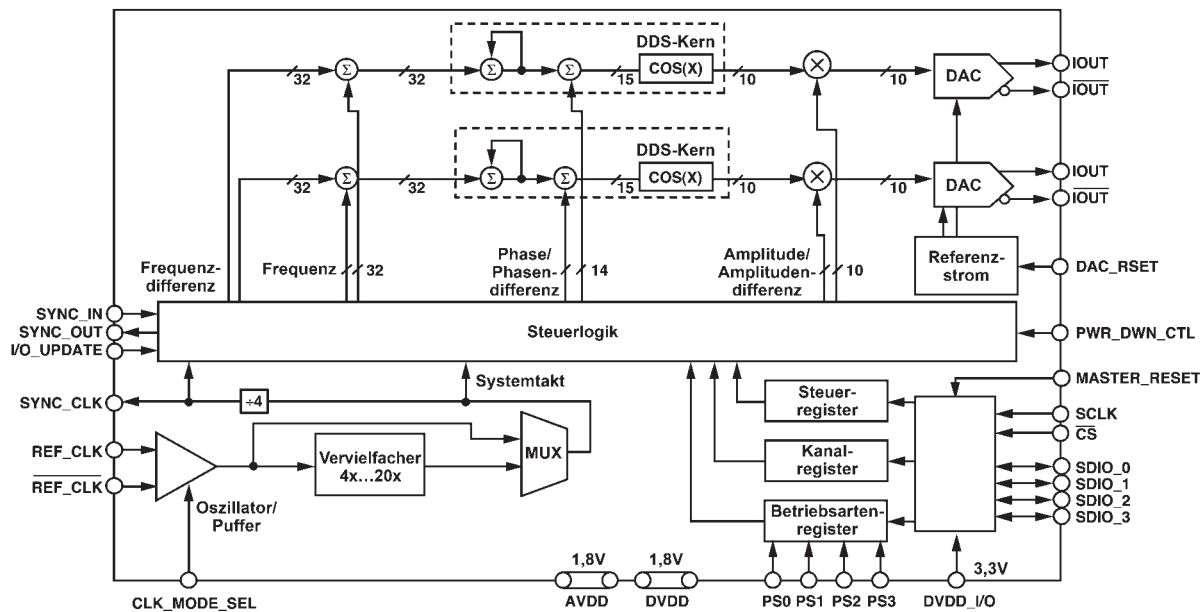 DDS-Kern
32 Σ 32 Σ Σ 15 COS(X) 10 × 10 DAC
IOUT
IOUT
DDS-Kern
32 Σ 32 Σ Σ 15 COS(X) 10 × 10 DAC
IOUT
IOUT
Frequenz-
differenz
Frequenz 32
Phase/
Phasen-
differenz
14
Amplitude/
Amplituden-
differenz
10
Referenz-
strom
DAC_RSET
SYNC_IN
SYNC_OUT
I/O_UPDATE
Steuerlogik
PWR_DWN_CTL
Systemtakt
MASTER_RESET
SYNC_CLK
÷4
Steuer-
register
SCLK
CS
REF_CLK
REF_CLK
Vervielfacher
4x...20x
MUX
Kanal-
register
SDIO_0
SDIO_1
SDIO_2
SDIO_3
Oszillator/
Puffer
Betriebsarten-
register
1,8V 1,8V 3,3V
CLK_MODE_SEL AVDD DVDD PS0 PS1 PS2 PS3 DVDD_I/O